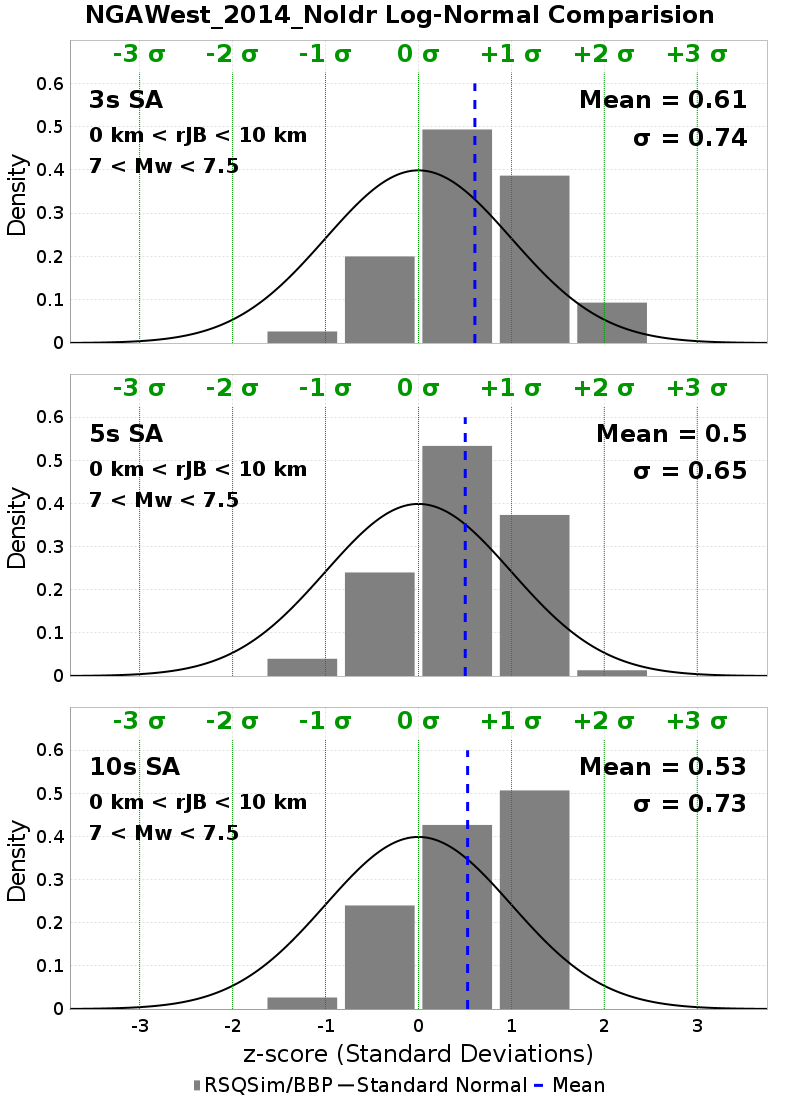 NGAWest_2014_NoIdr Log-Normal Comparision
-3 σ -2 σ -1 σ 0 σ +1 σ +2 σ +3 σ
3s SA
0 km < rJB < 10 km
7 < Mw < 7.5
Mean = 0.61
σ = 0.74
Density
0.6
0.5
0.4
0.3
0.2
0.1
0
-3 σ -2 σ -1 σ 0 σ +1 σ +2 σ +3 σ
5s SA
0 km < rJB < 10 km
7 < Mw < 7.5
Mean = 0.5
σ = 0.65
Density
0.6
0.5
0.4
0.3
0.2
0.1
0
-3 σ -2 σ -1 σ 0 σ +1 σ +2 σ +3 σ
10s SA
0 km < rJB < 10 km
7 < Mw < 7.5
Mean = 0.53
σ = 0.73
Density
0.6
0.5
0.4
0.3
0.2
0.1
0
-3 -2 -1 0 1 2 3
z-score (Standard Deviations)
RSQSim/BBP Standard Normal Mean